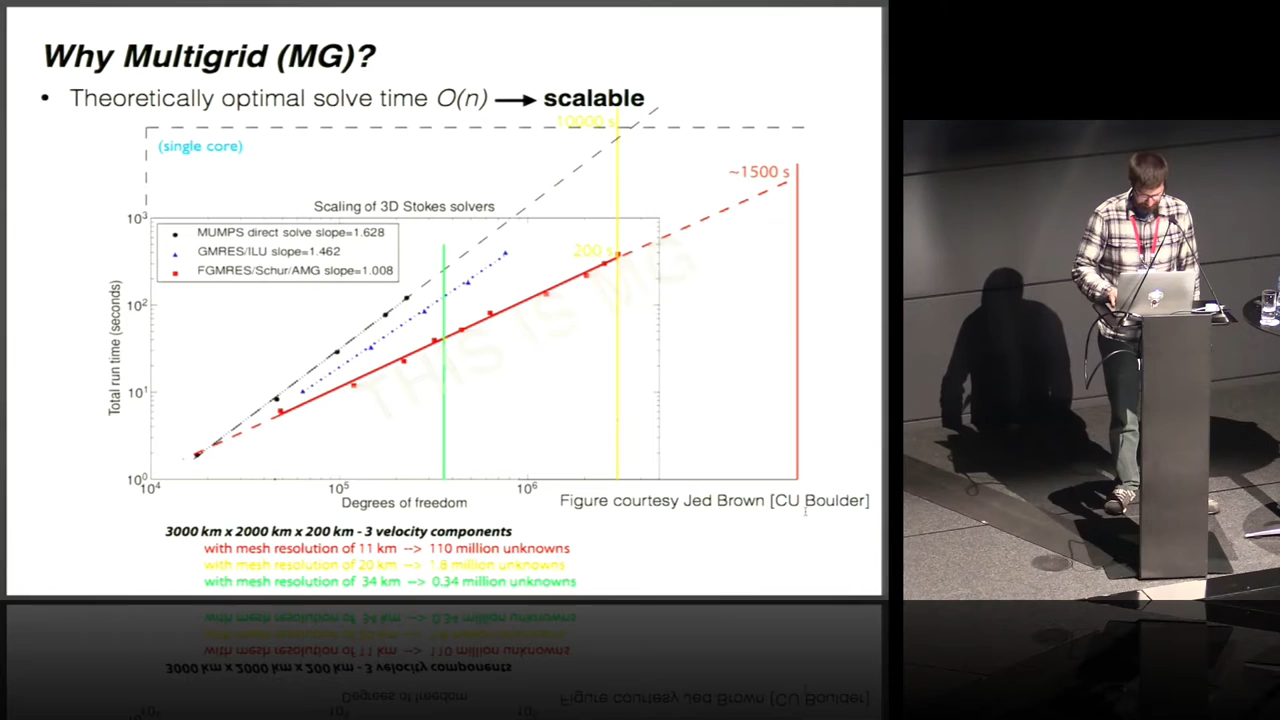 Why Multigrid (MG)?
• Theoretically optimal solve time O(n) → scalable
10000 s
(single core)
~1500 s
Scaling of 3D Stokes solvers
10³
MUMPS direct solve slope=1.628
GMRES/ILU slope=1.462
FGMRES/Schur/AMG slope=1.008
200 s
THIS IS MG
10²
10¹
10⁰
Total run time (seconds)
10⁴
10⁵
10⁶
Degrees of freedom
Figure courtesy Jed Brown [CU Boulder]
3000 km x 2000 km x 200 km - 3 velocity components
with mesh resolution of 11 km --> 110 million unknowns
with mesh resolution of 20 km --> 1.8 million unknowns
with mesh resolution of 34 km --> 0.34 million unknowns